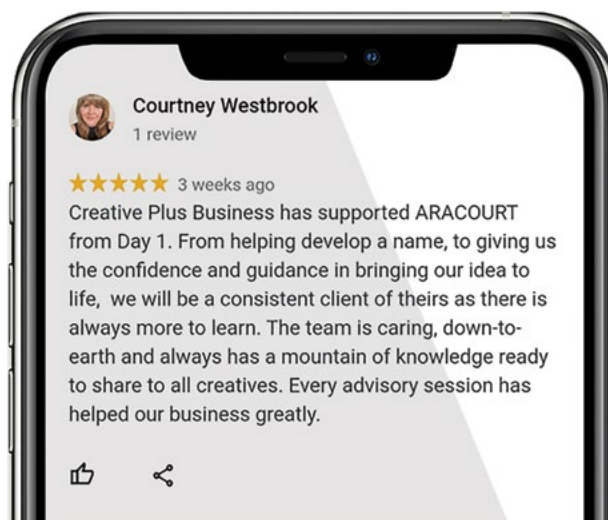 Courtney Westbrook
1 review
3 weeks ago
Creative Plus Business has supported ARACOURT
from Day 1. From helping develop a name, to giving us
the confidence and guidance in bringing our idea to
life, we will be a consistent client of theirs as there is
always more to learn. The team is caring, down-to-
earth and always has a mountain of knowledge ready
to share to all creatives. Every advisory session has
helped our business greatly.